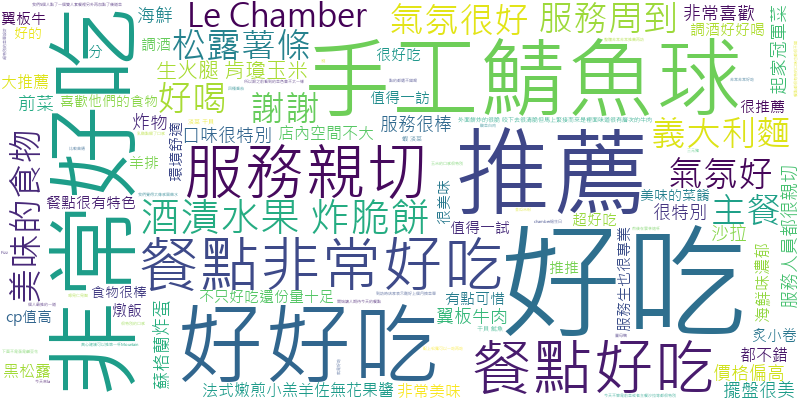 翼板牛
好的
海鮮
調酒
分
Le Chamber
氣氛很好
服務周到
非常喜歡
調酒好好喝
松露薯條
很好吃
生火腿 青瓊玉米
手工鯖魚球
起家冠軍菜
大推薦
喜歡他們的食物
好喝
謝謝
值得一訪
很推薦
前菜
炸物
口味很特別
服務很棒
義大利麵
非常好吃
美味的食物
羊排
店內空間不大
環境舒適
服務親切
推薦
氣氛好
餐點很有特色
酒漬水果 炸脆餅
很美味
值得一試
美味的菜餚
主餐
很特別
超好吃
沙拉
服務人員都很親切
餐點非常好吃
好吃
服務生也很專業
推推
海鮮味濃郁
食物很棒
不只好吃還份量十足
有點可惜
cp值高
燉飯
蘇格蘭炸蛋
好好吃
翼板牛肉
炙小卷
餐點好吃
都不錯
黑松露
價格偏高
法式嫩煎小羔羊佐無花果醬
非常美味
擺盤很美